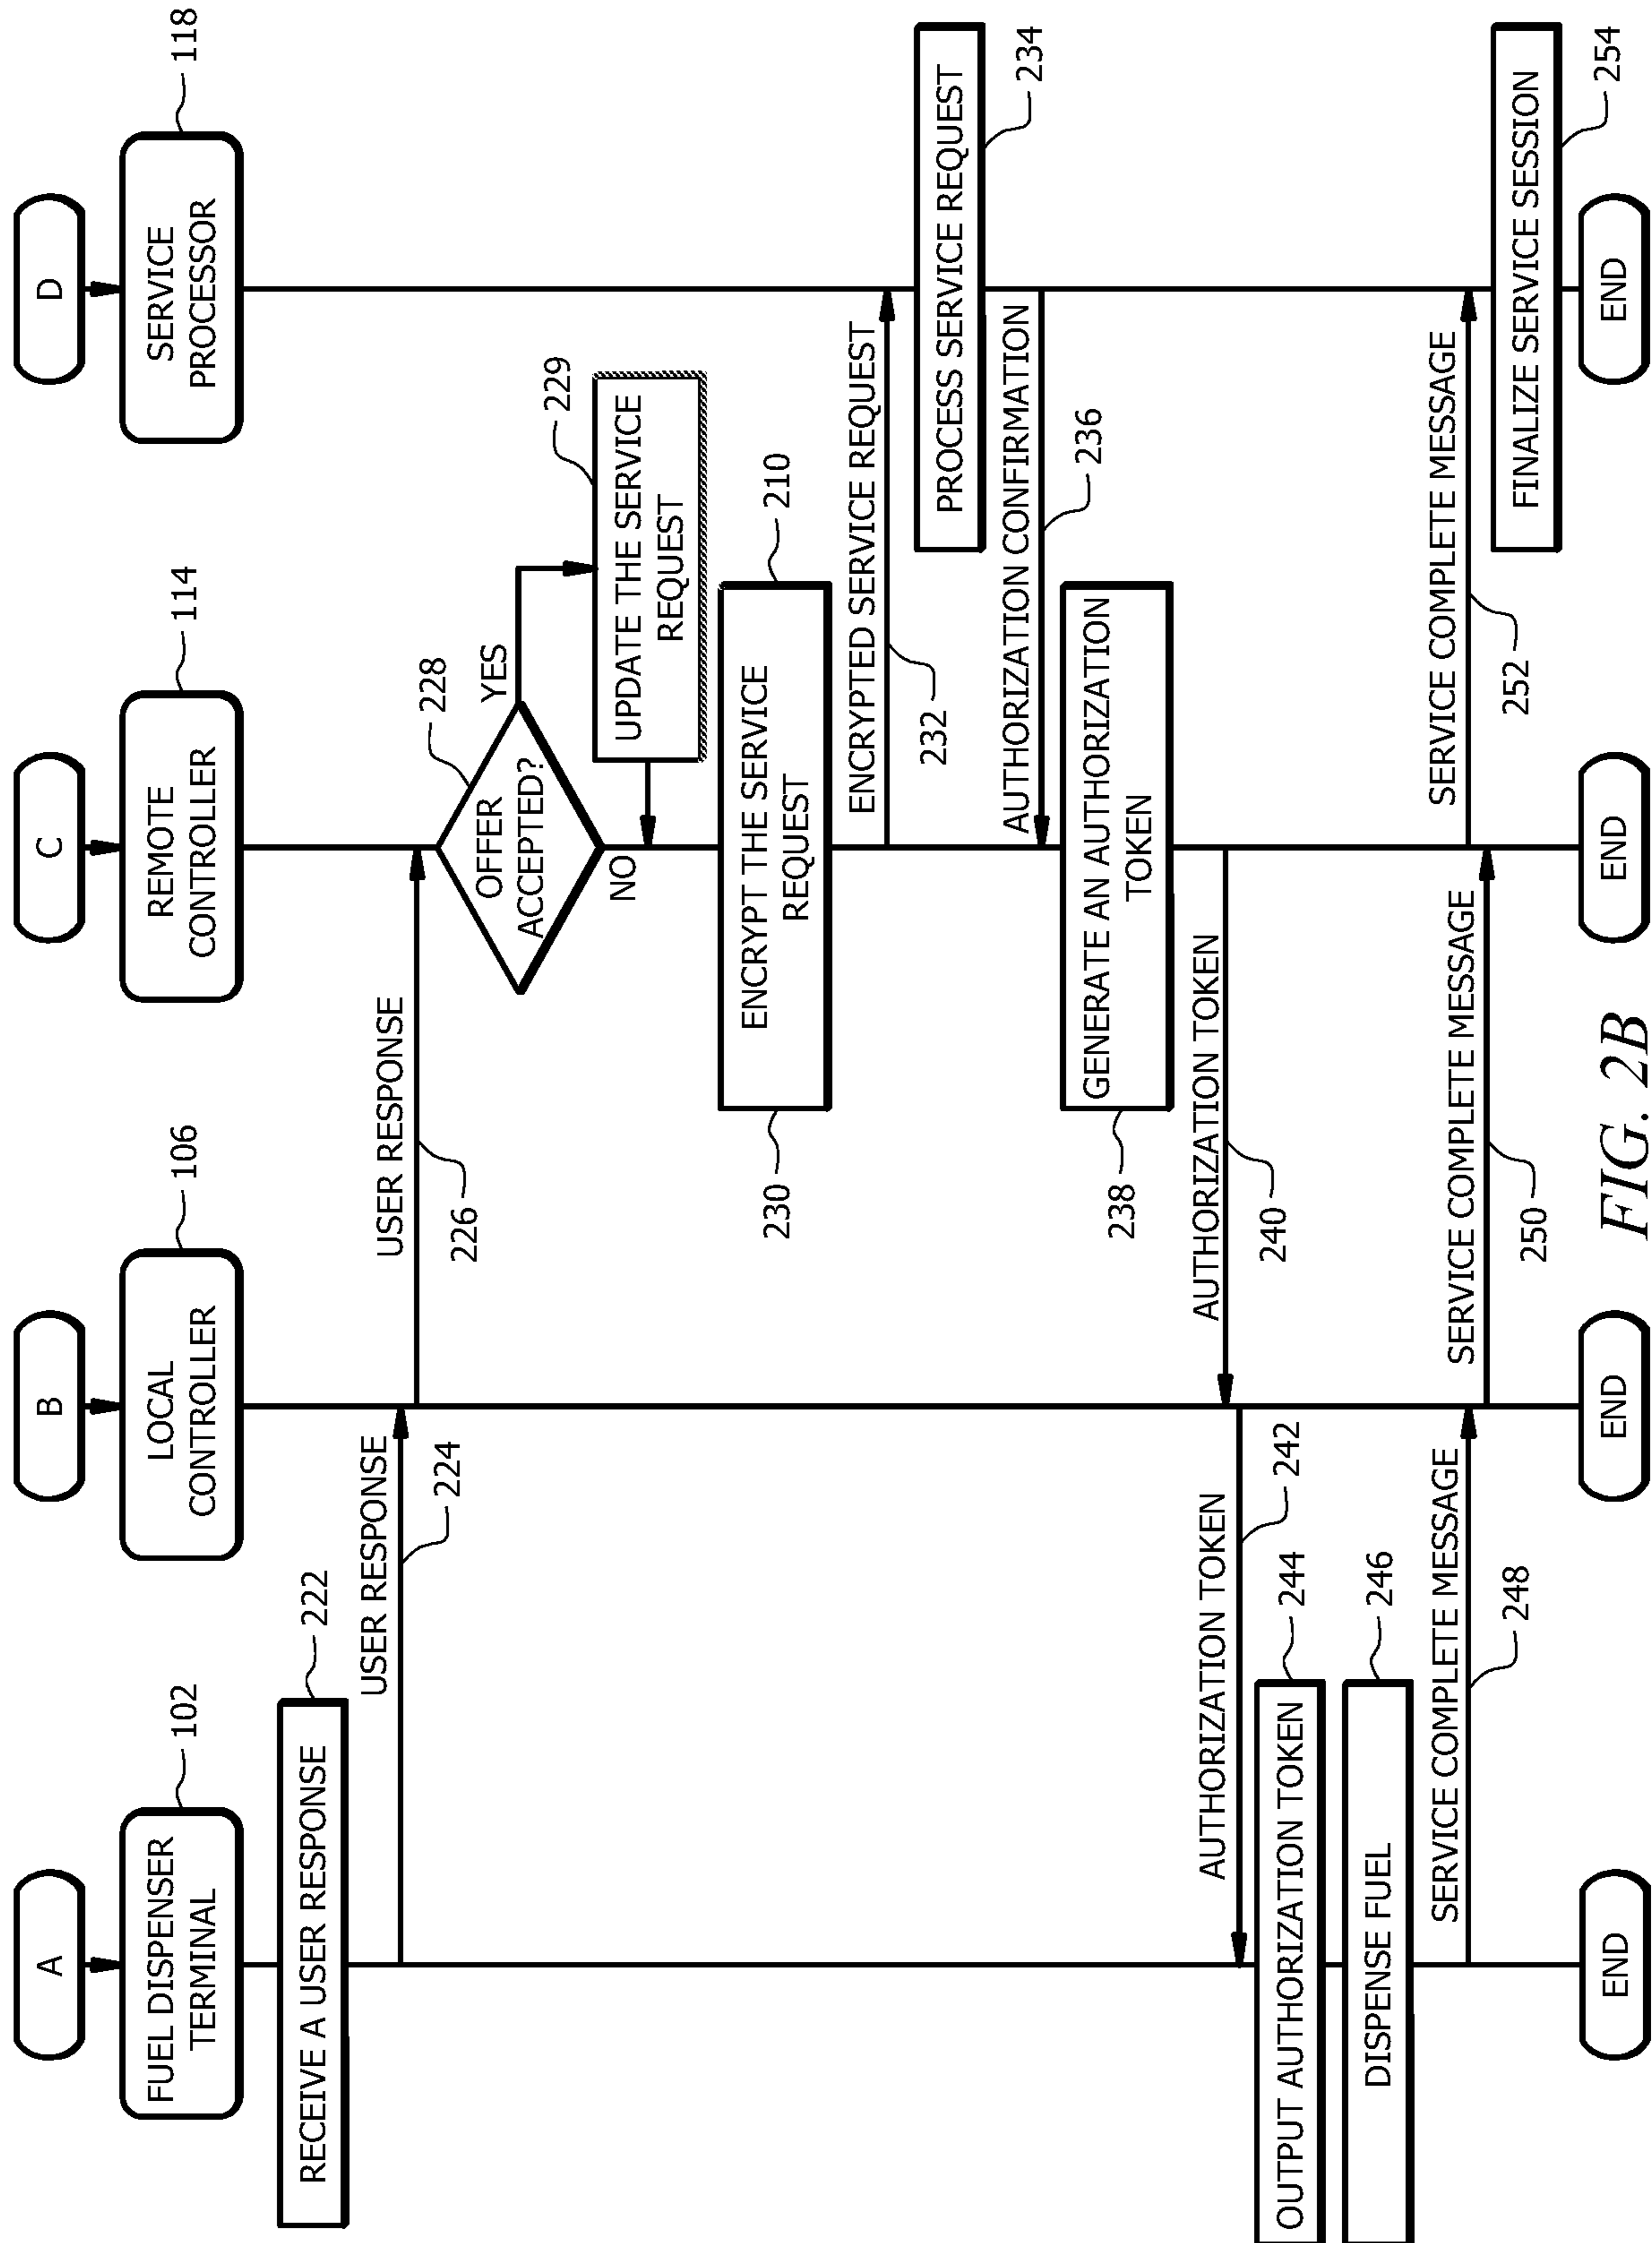 A
B
C
D
FUEL DISPENSER
TERMINAL
102
LOCAL
CONTROLLER
106
REMOTE
CONTROLLER
114
SERVICE
PROCESSOR
118
RECEIVE A USER RESPONSE
222
USER RESPONSE
224
USER RESPONSE
226
OFFER
ACCEPTED?
228
YES
NO
UPDATE THE SERVICE
REQUEST
229
ENCRYPT THE SERVICE
REQUEST
210
230
ENCRYPTED SERVICE REQUEST
232
PROCESS SERVICE REQUEST
234
AUTHORIZATION CONFIRMATION
236
GENERATE AN AUTHORIZATION
TOKEN
238
AUTHORIZATION TOKEN
240
AUTHORIZATION TOKEN
242
OUTPUT AUTHORIZATION TOKEN
244
DISPENSE FUEL
246
SERVICE COMPLETE MESSAGE
248
SERVICE COMPLETE MESSAGE
250
SERVICE COMPLETE MESSAGE
252
FINALIZE SERVICE SESSION
254
END
END
END
END
FIG. 2B